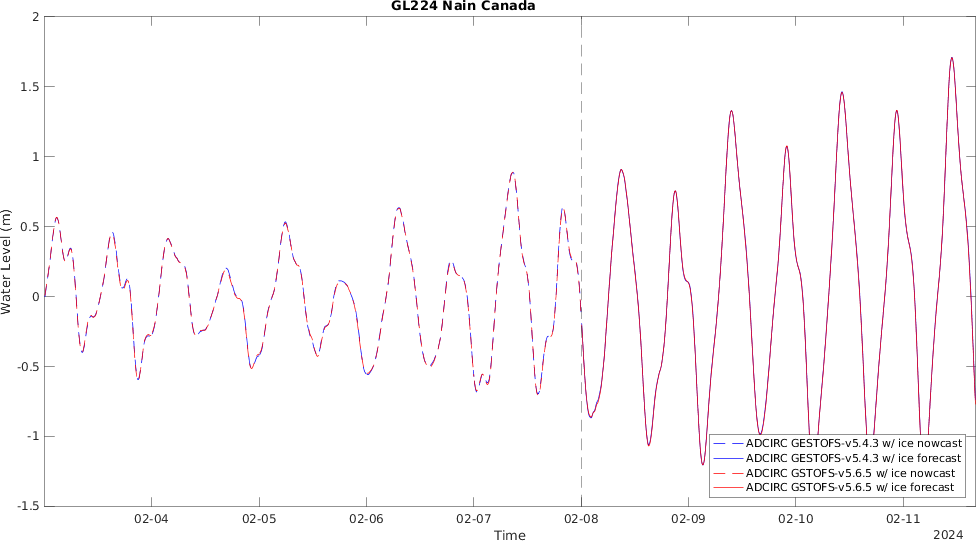 GL224 Nain Canada
2
1.5
1
0.5
0
-0.5
-1
-1.5
Water Level (m)
ADCIRC GESTOFS-v5.4.3 w/ ice nowcast
ADCIRC GESTOFS-v5.4.3 w/ ice forecast
ADCIRC GSTOFS-v5.6.5 w/ ice nowcast
ADCIRC GSTOFS-v5.6.5 w/ ice forecast
02-04 02-05 02-06 02-07 02-08 02-09 02-10 02-11
Time
2024